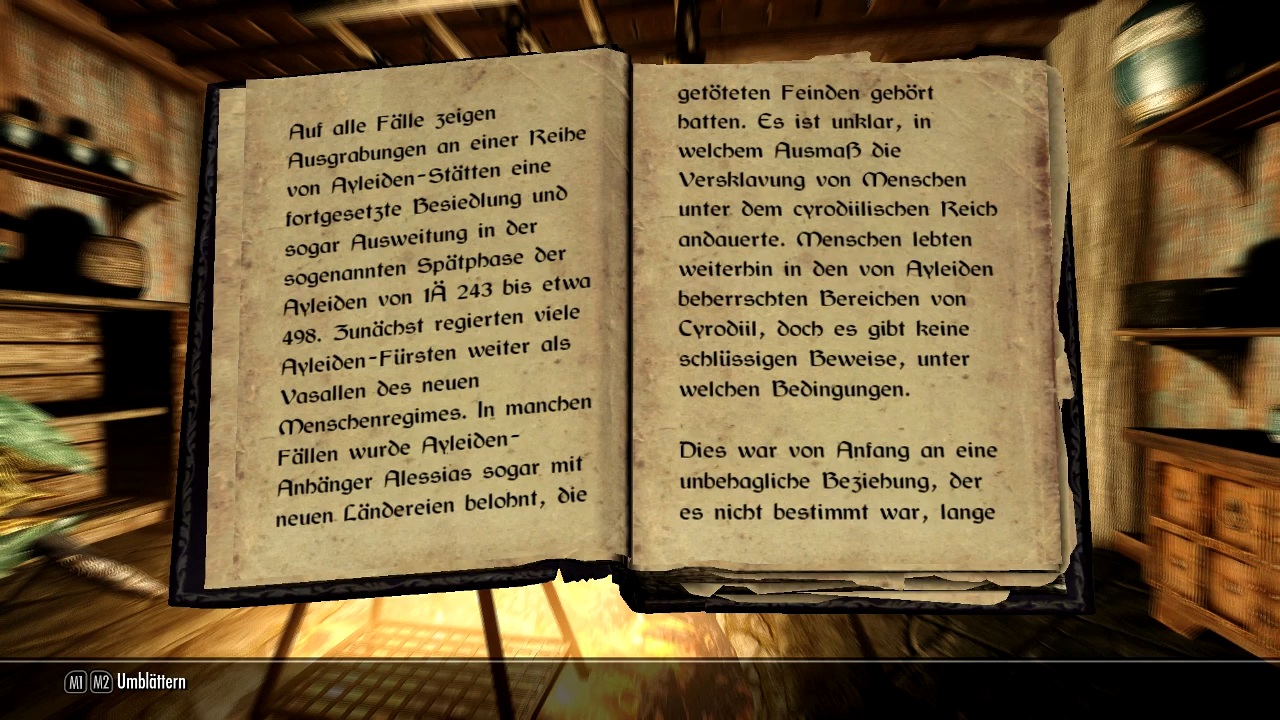 Auf alle Fälle zeigen
Ausgrabungen an einer Reihe
von Ayleiden-Stätten eine
fortgesetzte Besiedlung und
sogar Ausweitung in der
sogenannten Spätphase der
Ayleiden von 1Ä 243 bis etwa
498. Zunächst regierten viele
Ayleiden-Fürsten weiter als
Vasallen des neuen
Menschenregimes. In manchen
Fällen wurde Ayleiden-
Anhänger Alessias sogar mit
neuen Ländereien belohnt, die
getöteten Feinden gehört
hatten. Es ist unklar, in
welchem Ausmaß die
Versklavung von Menschen
unter dem cyrodiilischen Reich
andauerte. Menschen lebten
weiterhin in den von Ayleiden
beherrschten Bereichen von
Cyrodiil, doch es gibt keine
schlüssigen Beweise, unter
welchen Bedingungen.
Dies war von Anfang an eine
unbehagliche Beziehung, der
es nicht bestimmt war, lange
M1 M2 Umblättern